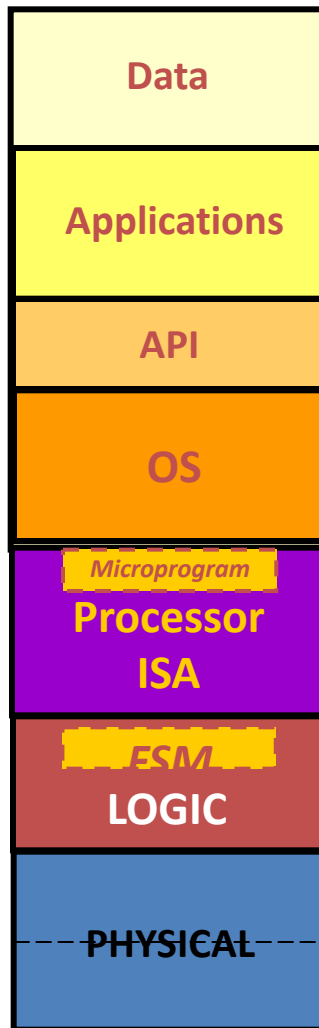 Data
Applications
API
OS
Microprogram
Processor
ISA
FSM
LOGIC
PHYSICAL